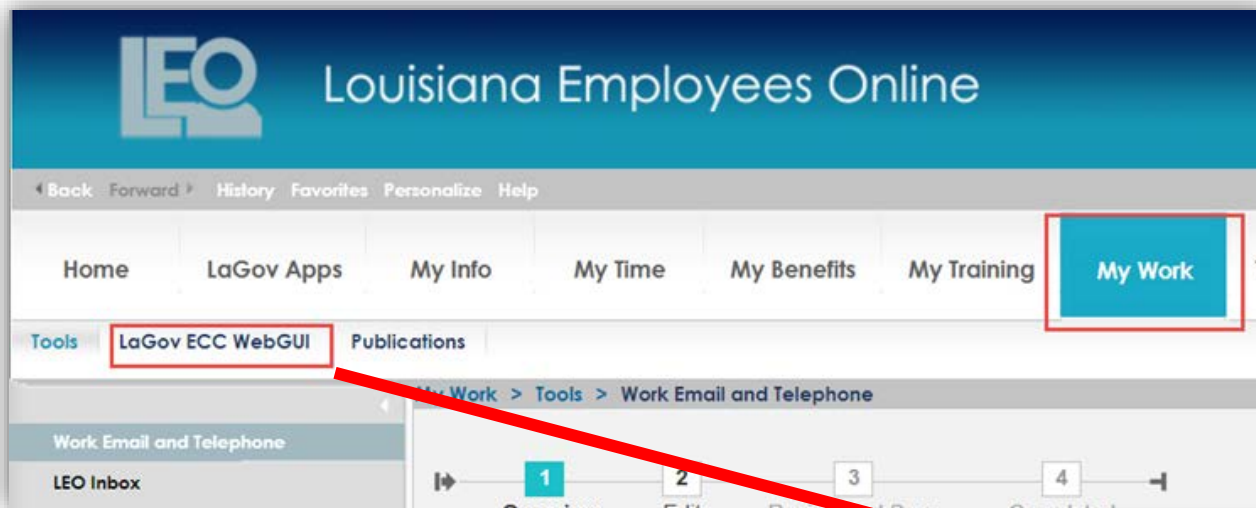 LEO Louisiana Employees Online
Back Forward History Favorites Personalize Help
Home LaGov Apps My Info My Time My Benefits My Training My Work
Tools LaGov ECC WebGUI Publications
My Work > Tools > Work Email and Telephone
Work Email and Telephone
LEO Inbox
1 2 3 4